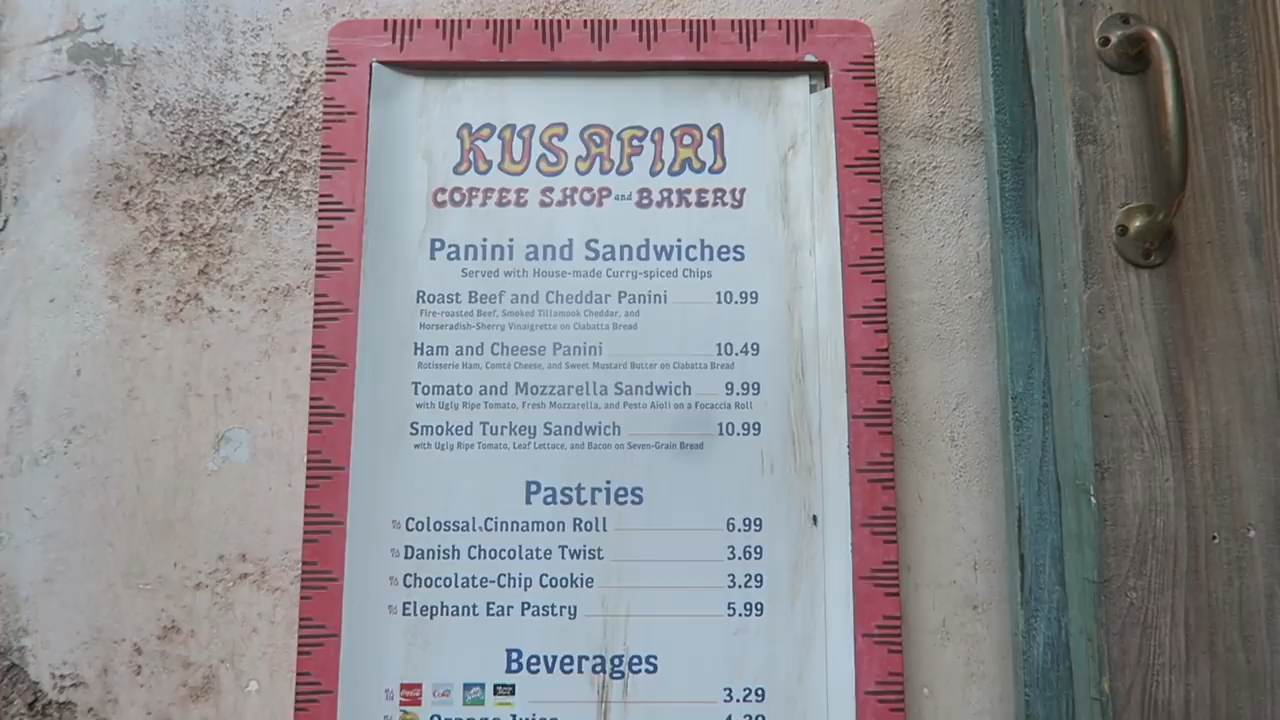 KUSAFIRI
COFFEE SHOP and BAKERY
Panini and Sandwiches
Served with House-made Curry-spiced Chips
Roast Beef and Cheddar Panini 10.99
Fire-roasted Beef, Smoked Tillamook Cheddar, and
Horseradish-Sherry Vinaigrette on Ciabatta Bread
Ham and Cheese Panini 10.49
Rotisserie Ham, Comté Cheese, and Sweet Mustard Butter on Ciabatta Bread
Tomato and Mozzarella Sandwich 9.99
with Ugly Ripe Tomato, Fresh Mozzarella, and Pesto Aioli on a Focaccia Roll
Smoked Turkey Sandwich 10.99
with Ugly Ripe Tomato, Leaf Lettuce, and Bacon on Seven-Grain Bread
Pastries
Colossal Cinnamon Roll 6.99
Danish Chocolate Twist 3.69
Chocolate-Chip Cookie 3.29
Elephant Ear Pastry 5.99
Beverages
Coca-Cola Coke 3.29
Orange Juice